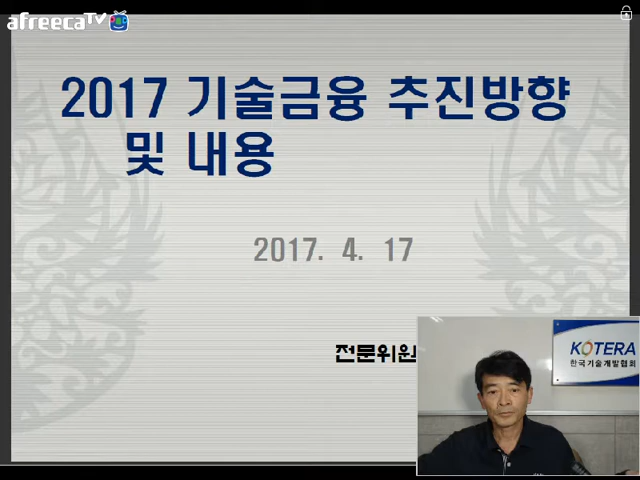 afreecaTV
2017 기술금융 추진방향
및 내용
2017. 4. 17
전문위원
KOTERA
한국기술개발협회